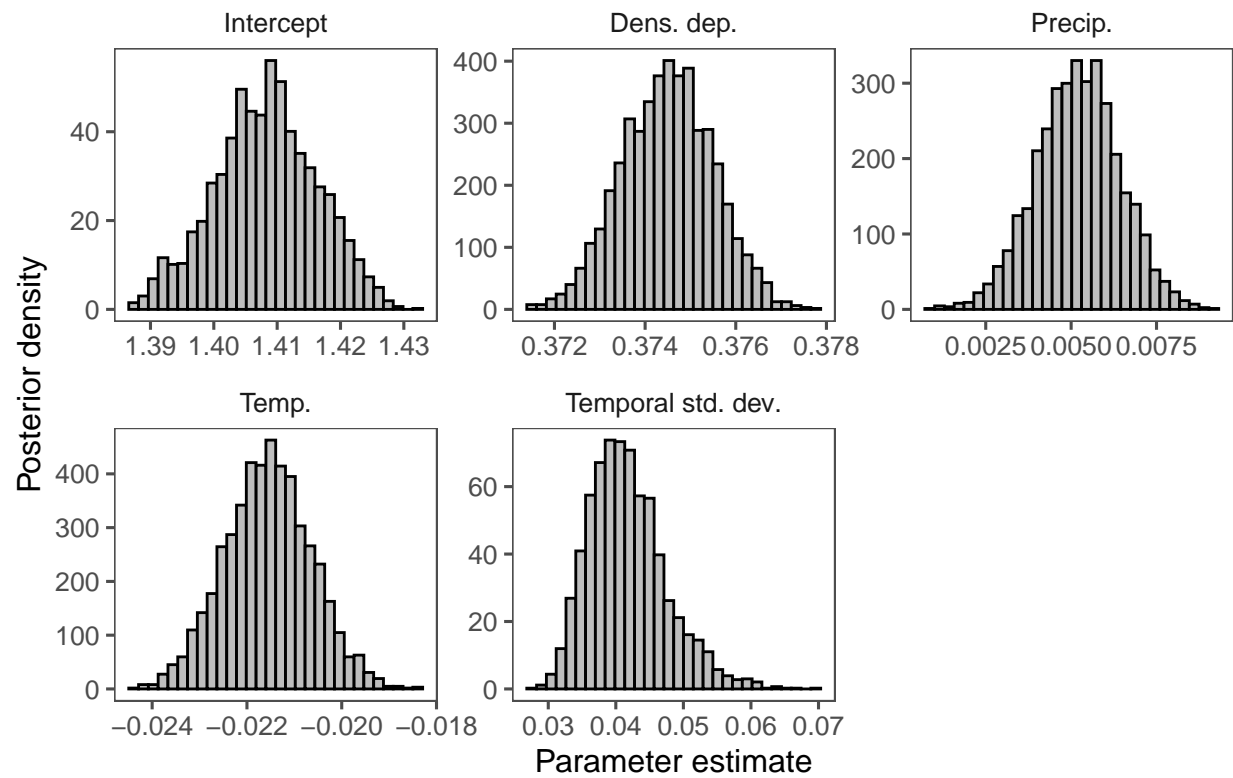 Intercept
Dens. dep.
Precip.
60
40
20
0
1.39 1.40 1.41 1.42 1.43
400
300
200
100
0
0.372 0.374 0.376 0.378
300
200
100
0
0.0025 0.0050 0.0075
Temp.
Temporal std. dev.
400
300
200
100
0
−0.024 −0.022 −0.020 −0.018
60
40
20
0
0.03 0.04 0.05 0.06 0.07
Posterior density
Parameter estimate